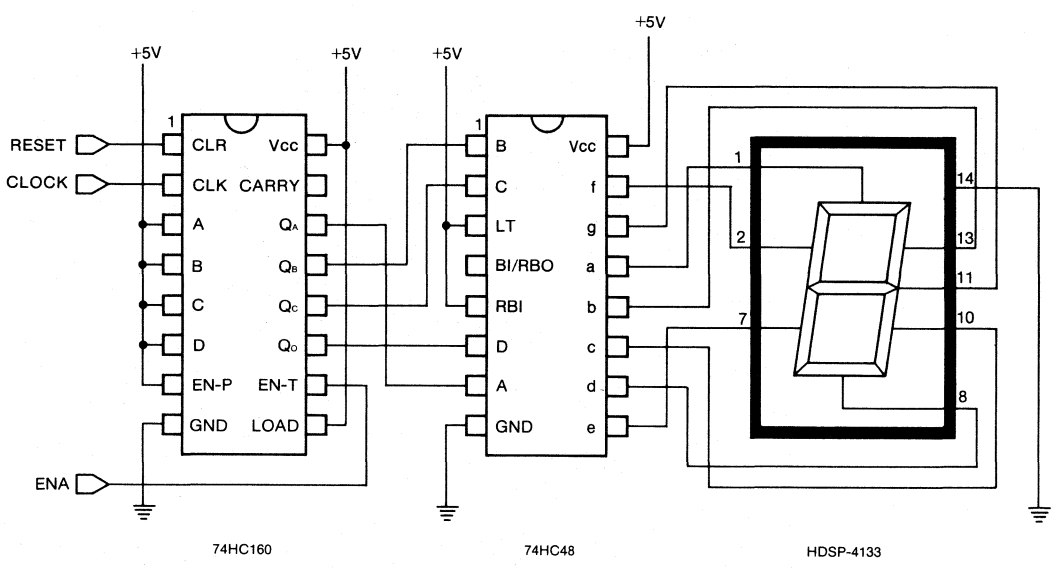 +5V
+5V
+5V
+5V
RESET
CLOCK
ENA
1
CLR
CLK
A
B
C
D
EN-P
GND
Vcc
CARRY
QA
QB
QC
QO
EN-T
LOAD
74HC160
1
B
C
LT
BI/RBO
RBI
D
A
GND
Vcc
f
g
a
b
c
d
e
74HC48
1
2
7
14
13
11
10
8
HDSP-4133